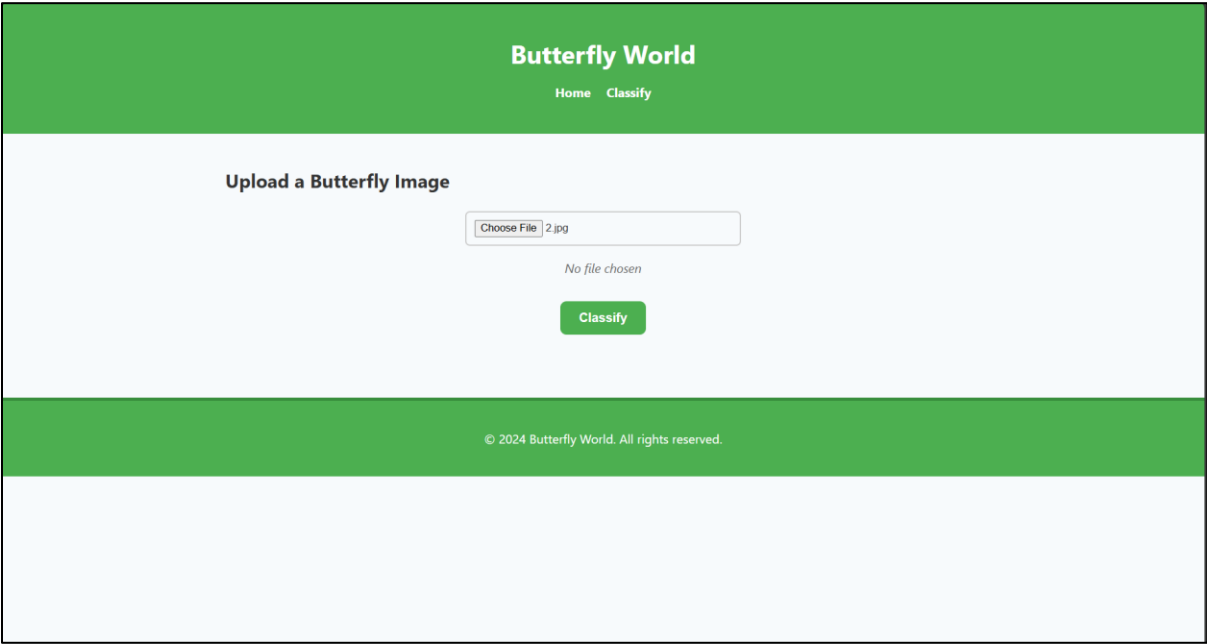 Butterfly World
Home Classify
Upload a Butterfly Image
Choose File 2.jpg
No file chosen
Classify
© 2024 Butterfly World. All rights reserved.